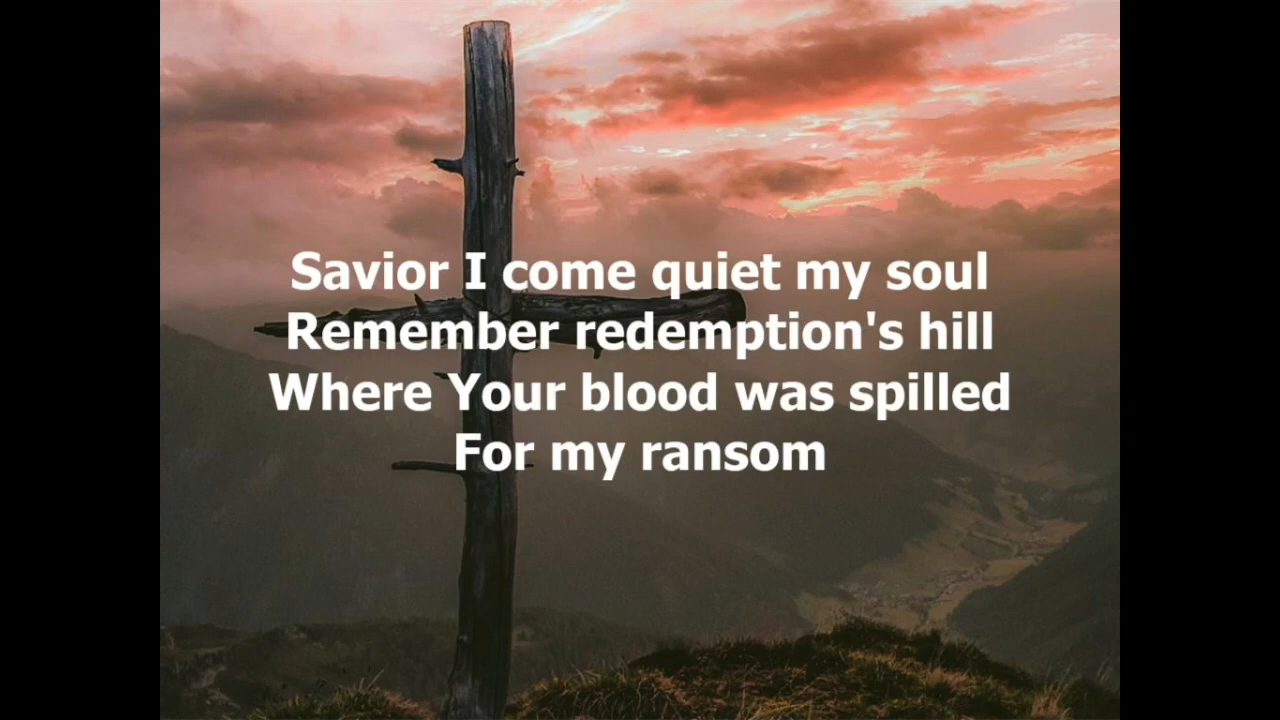 Savior I come quiet my soul
Remember redemption's hill
Where Your blood was spilled
For my ransom